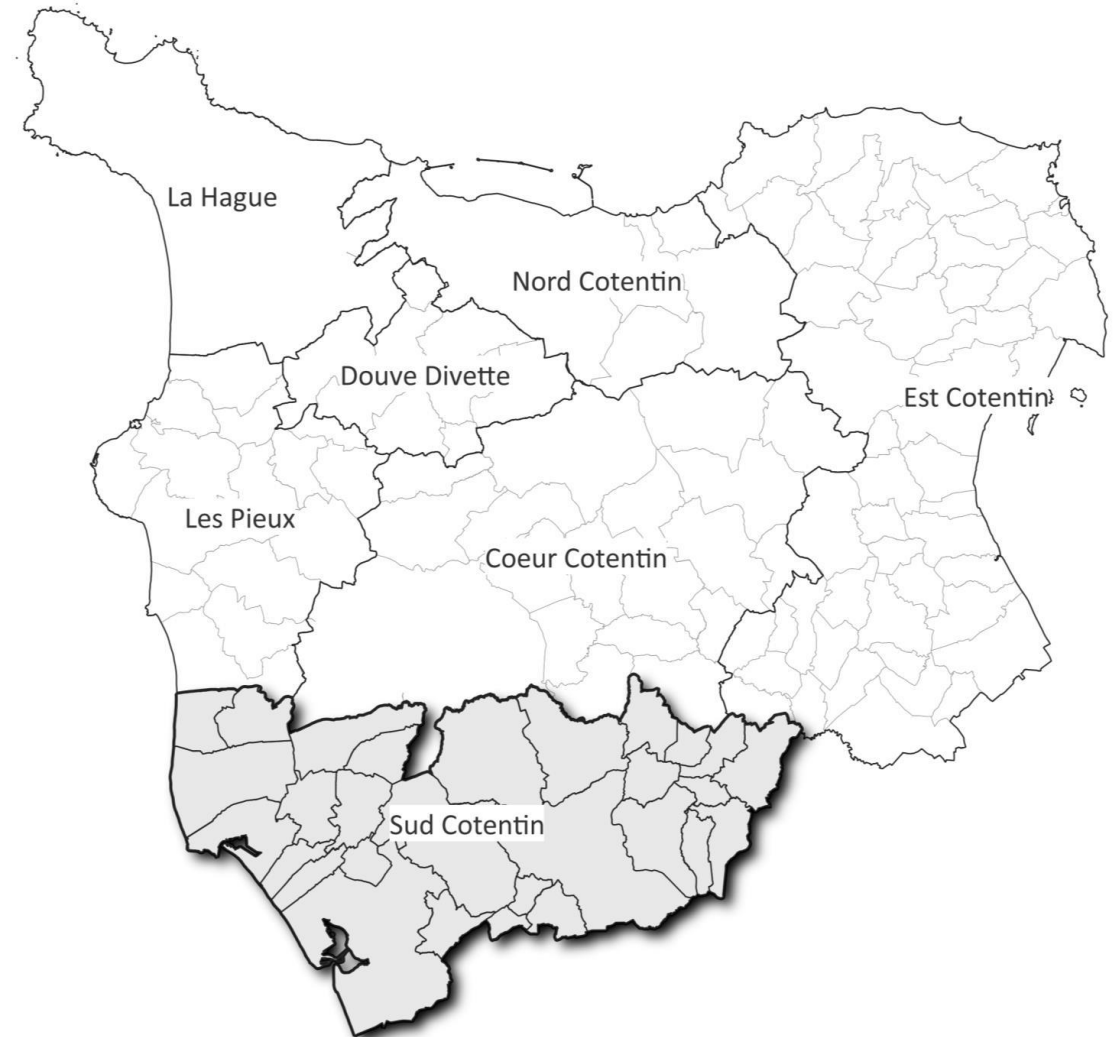 La Hague
Nord Cotentin
Douve Divette
Est Cotentin
Les Pieux
Coeur Cotentin
Sud Cotentin